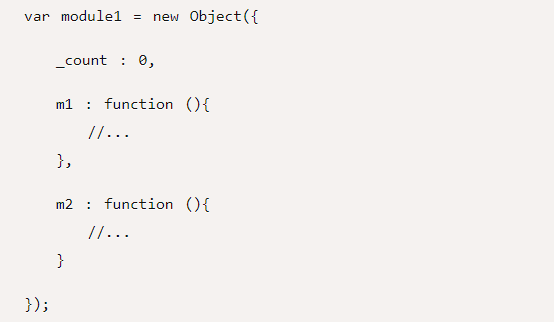 var module1 = new Object({
_count : 0,
m1 : function (){
//...
},
m2 : function (){
//...
}
});